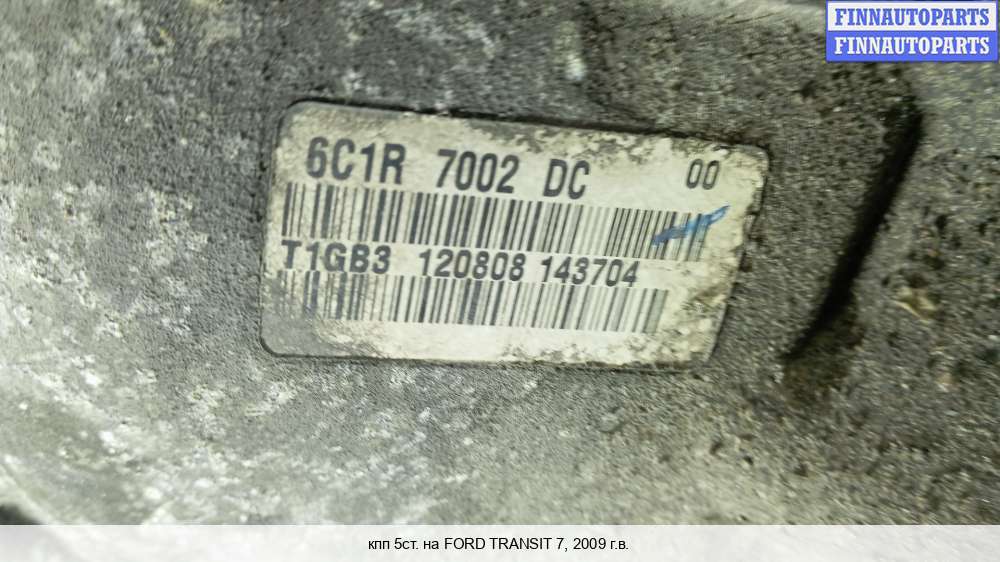 FINNAUTOPARTS
FINNAUTOPARTS
6C1R 7002 DC 00
T1GB3 120808 143704
кпп 5ст. на FORD TRANSIT 7, 2009 г.в.